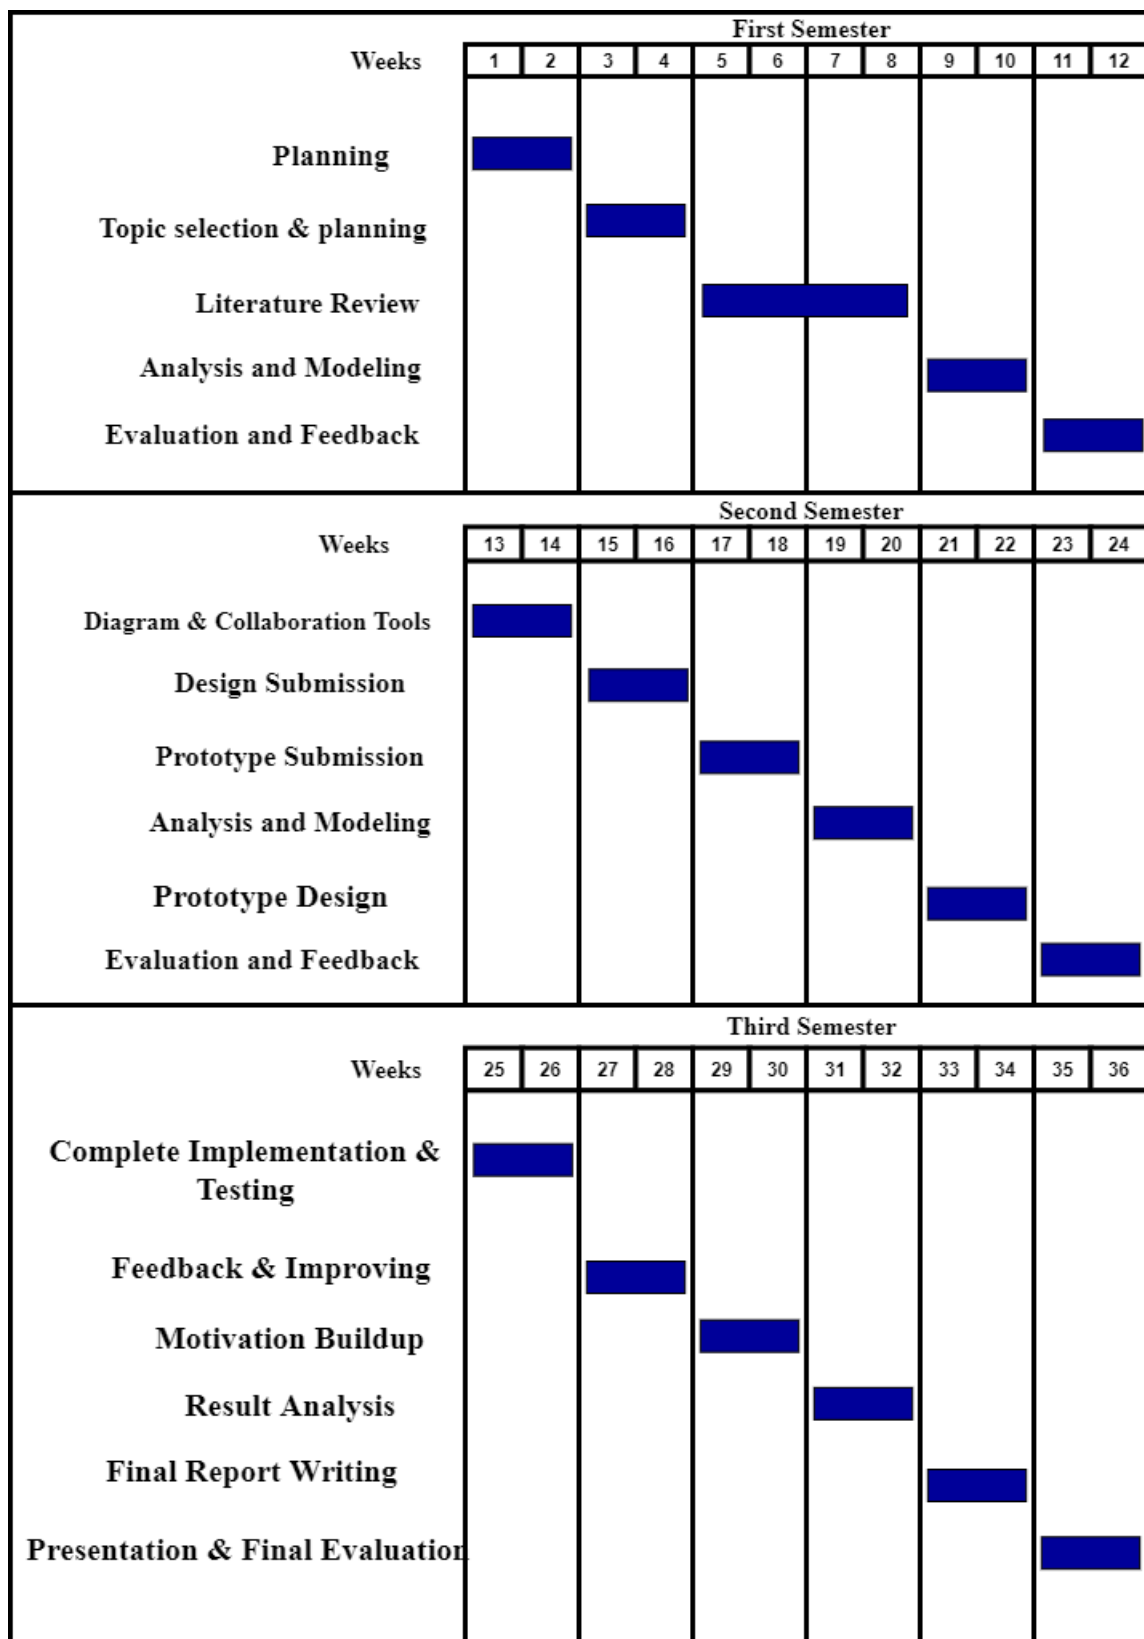 First Semester
Weeks 1 2 3 4 5 6 7 8 9 10 11 12
Planning
Topic selection & planning
Literature Review
Analysis and Modeling
Evaluation and Feedback
Second Semester
Weeks 13 14 15 16 17 18 19 20 21 22 23 24
Diagram & Collaboration Tools
Design Submission
Prototype Submission
Analysis and Modeling
Prototype Design
Evaluation and Feedback
Third Semester
Weeks 25 26 27 28 29 30 31 32 33 34 35 36
Complete Implementation &
Testing
Feedback & Improving
Motivation Buildup
Result Analysis
Final Report Writing
Presentation & Final Evaluation